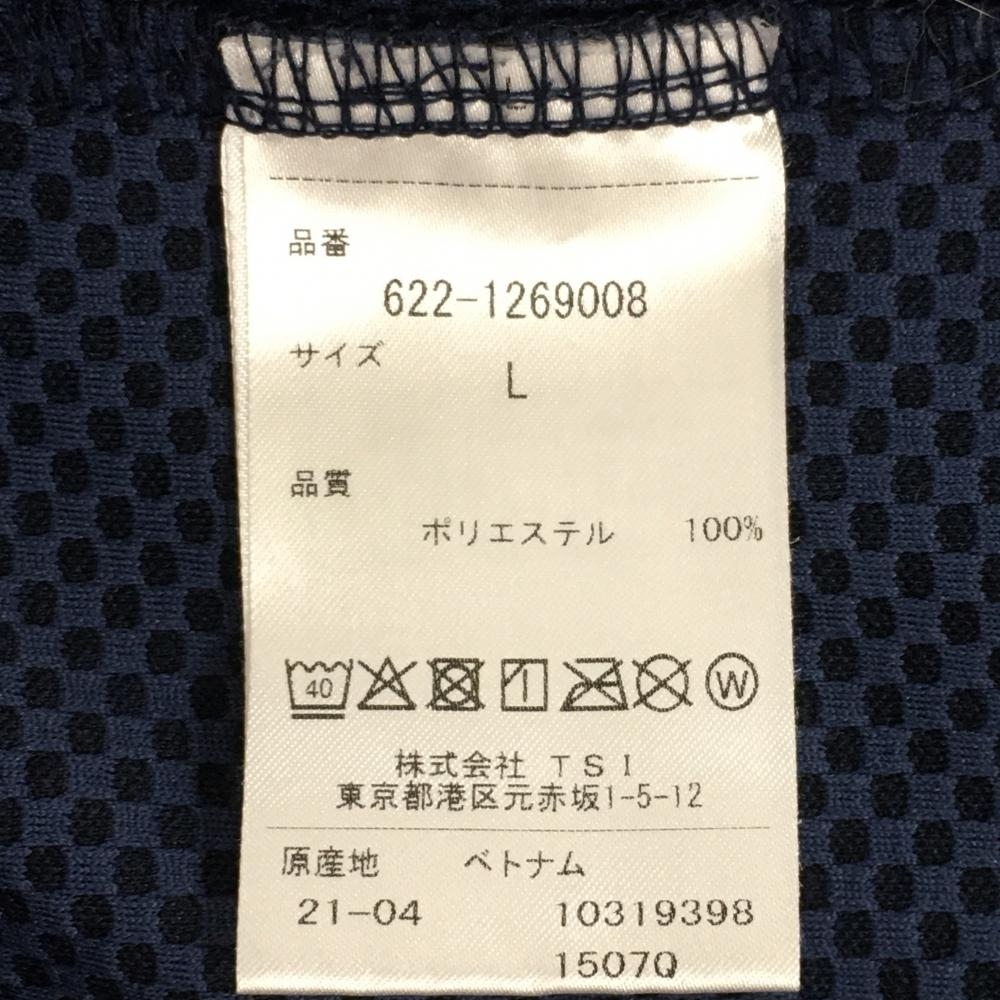 品番
622-1269008
サイズ
L
品質
ポリエステル 100%
40
W
株式会社 TSI
東京都港区元赤坂1-5-12
原産地 ベトナム
21-04 10319398
1507Q